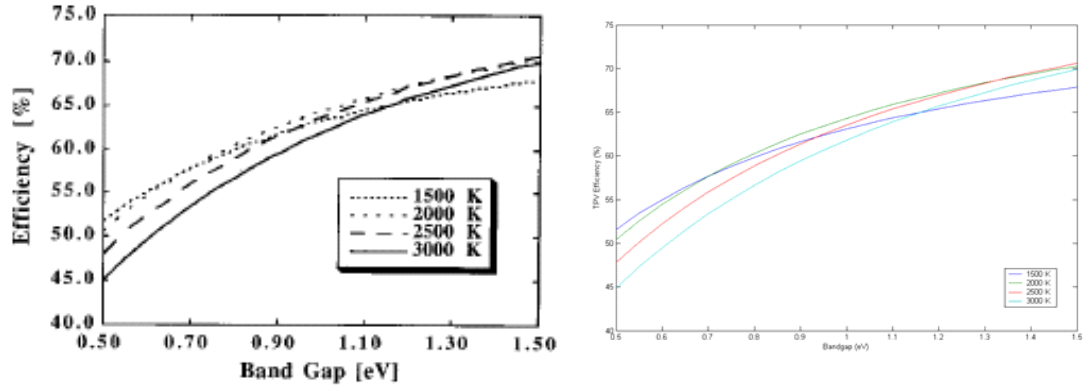 75.0
70.0
65.0
60.0
55.0
50.0
45.0
40.0
Efficiency [%]
1500 K
2000 K
2500 K
3000 K
0.50 0.70 0.90 1.10 1.30 1.50
Band Gap [eV]
75
70
65
60
55
50
45
40
TPV Efficiency (%)
1500 K
2000 K
2500 K
3000 K
0.5 0.6 0.7 0.8 0.9 1 1.1 1.2 1.3 1.4 1.5
Bandgap (eV)